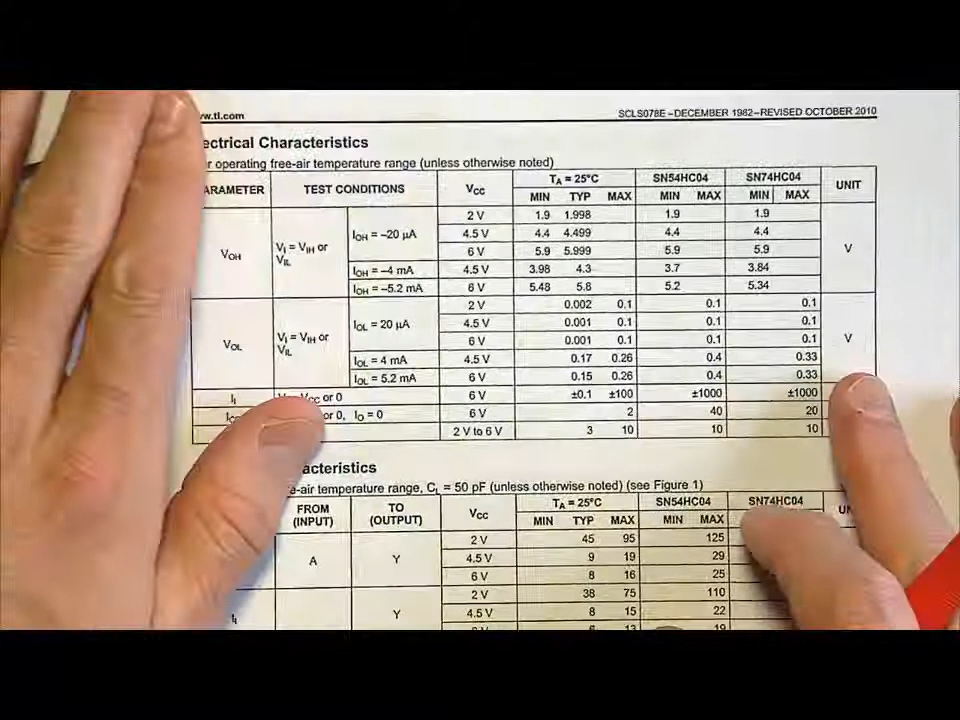 w.tl.com SCLS078E – DECEMBER 1982 – REVISED OCTOBER 2010
ectrical Characteristics
r operating free-air temperature range (unless otherwise noted)
ARAMETER TEST CONDITIONS VCC TA = 25°C SN54HC04 SN74HC04 UNIT
MIN TYP MAX MIN MAX MIN MAX
VOH VI = VIH or VIL IOH = –20 µA 2 V 1.9 1.998 1.9 1.9 V
4.5 V 4.4 4.499 4.4 4.4
6 V 5.9 5.999 5.9 5.9
IOH = –4 mA 4.5 V 3.98 4.3 3.7 3.84
IOH = –5.2 mA 6 V 5.48 5.8 5.2 5.34
VOL VI = VIH or VIL IOL = 20 µA 2 V 0.002 0.1 0.1 0.1 V
4.5 V 0.001 0.1 0.1 0.1
6 V 0.001 0.1 0.1 0.1
IOL = 4 mA 4.5 V 0.17 0.26 0.4 0.33
IOL = 5.2 mA 6 V 0.15 0.26 0.4 0.33
II VCC or 0 6 V ±0.1 ±100 ±1000 ±1000
or 0, IO = 0 6 V 2 40 20
2 V to 6 V 3 10 10 10
acteristics
e-air temperature range, CL = 50 pF (unless otherwise noted) (see Figure 1)
FROM (INPUT) TO (OUTPUT) VCC TA = 25°C SN54HC04 SN74HC04
MIN TYP MAX MIN MAX
A Y 2 V 45 95 125
4.5 V 9 19 29
6 V 8 16 25
Y 2 V 38 75 110
4.5 V 8 15 22
6 V 6 13 19